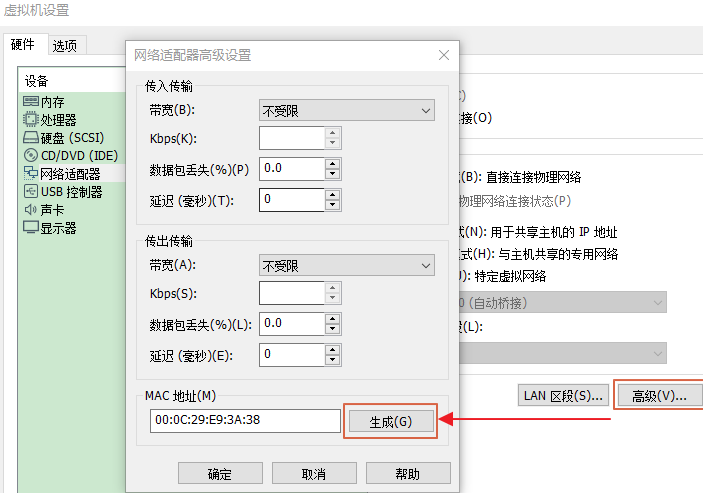 虚拟机设置
硬件 选项
设备
内存
处理器
硬盘 (SCSI)
CD/DVD (IDE)
网络适配器
USB 控制器
声卡
显示器
网络适配器高级设置
传入传输
带宽(B): 不受限
Kbps(K):
数据包丢失(%)(P) 0.0
延迟 (毫秒)(T): 0
传出传输
带宽(A): 不受限
Kbps(S):
数据包丢失(%)(L): 0.0
延迟 (毫秒)(E): 0
MAC 地址(M)
00:0C:29:E9:3A:38 生成(G)
确定 取消 帮助
接(O)
(B): 直接连接物理网络
物理网络连接状态(P)
(N): 用于共享主机的 IP 地址
式(H): 与主机共享的专用网络
U): 特定虚拟网络
0 (自动桥接)
(L):
LAN 区段(S)... 高级(V)...